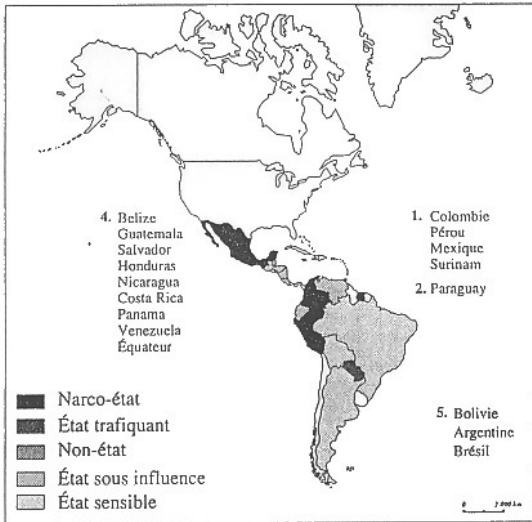 4. Belize
Guatemala
Salvador
Honduras
Nicaragua
Costa Rica
Panama
Venezuela
Équateur
1. Colombie
Pérou
Mexique
Surinam
2. Paraguay
Narco-état
État trafiquant
Non-état
État sous influence
État sensible
5. Bolivie
Argentine
Brésil